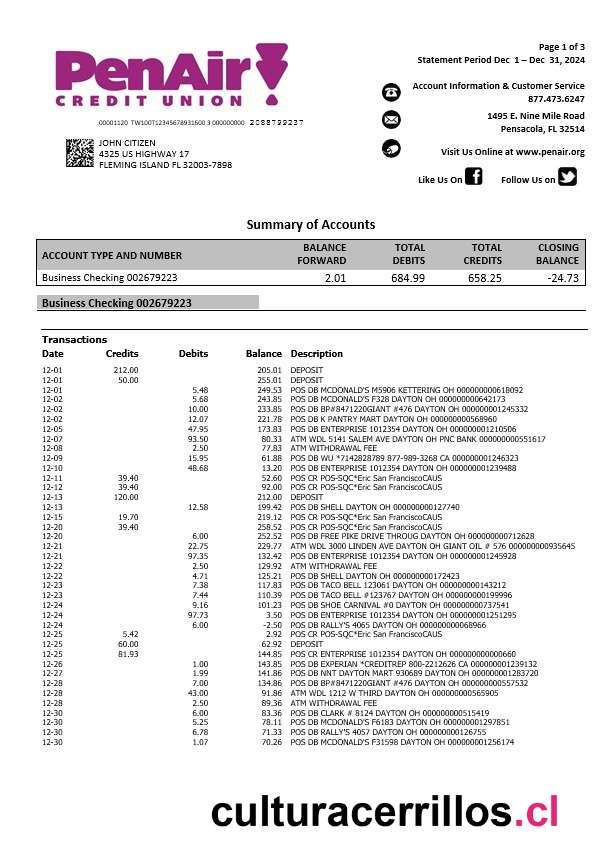 Page 1 of 3
Statement Period Dec 1 – Dec 31, 2024
PenAir
CREDIT UNION
Account Information & Customer Service
877.473.6247
00001120 TW100T12345678931600 3 000000000 2088799237
1495 E. Nine Mile Road
Pensacola, FL 32514
JOHN CITIZEN
4325 US HIGHWAY 17
FLEMING ISLAND FL 32003-7898
Visit Us Online at www.penair.org
Like Us On Follow Us on
Summary of Accounts
ACCOUNT TYPE AND NUMBER BALANCE FORWARD TOTAL DEBITS TOTAL CREDITS CLOSING BALANCE
Business Checking 002679223 2.01 684.99 658.25 -24.73
Business Checking 002679223
Transactions
Date Credits Debits Balance Description
12-01 212.00 205.01 DEPOSIT
12-01 50.00 255.01 DEPOSIT
12-01 5.48 249.53 POS DB MCDONALD'S M5906 KETTERING OH 000000000618092
12-02 5.68 243.85 POS DB MCDONALD'S F328 DAYTON OH 000000000642173
12-02 10.00 233.85 POS DB BP#8471220GIANT #476 DAYTON OH 000000001245332
12-02 12.07 221.78 POS DB K PANTRY MART DAYTON OH 000000000568960
12-05 47.95 173.83 POS DB ENTERPRISE 1012354 DAYTON OH 000000001210506
12-07 93.50 80.33 ATM WDL 5141 SALEM AVE DAYTON OH PNC BANK 000000000551617
12-08 2.50 77.83 ATM WITHDRAWAL FEE
12-09 15.95 61.88 POS DB WU *7142828789 877-989-3268 CA 000000001246323
12-10 48.68 13.20 POS DB ENTERPRISE 1012354 DAYTON OH 000000001239488
12-11 39.40 52.60 POS CR POS-SQC*Eric San FranciscoCAUS
12-12 39.40 92.00 POS CR POS-SQC*Eric San FranciscoCAUS
12-13 120.00 212.00 DEPOSIT
12-13 12.58 199.42 POS DB SHELL DAYTON OH 000000000127740
12-15 19.70 219.12 POS CR POS-SQC*Eric San FranciscoCAUS
12-20 39.40 258.52 POS CR POS-SQC*Eric San FranciscoCAUS
12-20 6.00 252.52 POS DB FREE PIKE DRIVE THROUG DAYTON OH 000000000712628
12-21 22.75 229.77 ATM WDL 3000 LINDEN AVE DAYTON OH GIANT OIL # 576 000000000935645
12-21 97.35 132.42 POS DB ENTERPRISE 1012354 DAYTON OH 000000001245928
12-22 2.50 129.92 ATM WITHDRAWAL FEE
12-22 4.71 125.21 POS DB SHELL DAYTON OH 000000000172423
12-23 7.38 117.83 POS DB TACO BELL 123061 DAYTON OH 000000000143212
12-23 7.44 110.39 POS DB TACO BELL #123767 DAYTON OH 000000000199996
12-24 9.16 101.23 POS DB SHOE CARNIVAL #0 DAYTON OH 000000000737541
12-24 97.73 3.50 POS DB ENTERPRISE 1012354 DAYTON OH 000000001251295
12-24 6.00 -2.50 POS DB RALLY'S 4065 DAYTON OH 000000000068966
12-25 5.42 2.92 POS CR POS-SQC*Eric San FranciscoCAUS
12-25 60.00 62.92 DEPOSIT
12-25 81.93 144.85 POS CR ENTERPRISE 1012354 DAYTON OH 000000000000660
12-26 1.00 143.85 POS DB EXPERIAN *CREDITREP 800-2212626 CA 000000001239132
12-27 1.99 141.86 POS DB NNT DAYTON MART 930689 DAYTON OH 000000001283720
12-28 7.00 134.86 POS DB BP#8471220GIANT #476 DAYTON OH 000000000557532
12-28 43.00 91.86 ATM WDL 1212 W THIRD DAYTON OH 000000000565905
12-28 2.50 89.36 ATM WITHDRAWAL FEE
12-30 6.00 83.36 POS DB CLARK # 8124 DAYTON OH 000000000515419
12-30 5.25 78.11 POS DB MCDONALD'S F6183 DAYTON OH 000000001297851
12-30 6.78 71.33 POS DB RALLY'S 4057 DAYTON OH 000000000126755
12-30 1.07 70.26 POS DB MCDONALD'S F31598 DAYTON OH 000000001256174
culturacerrillos.cl